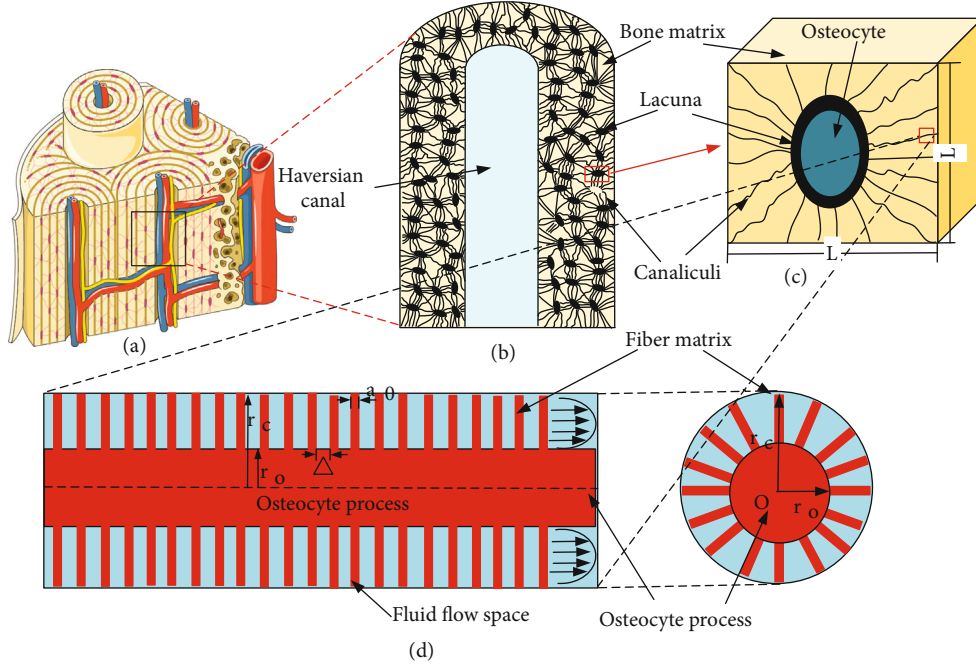 Bone matrix
Osteocyte
Lacuna
Haversian
canal
Canaliculi
L
L
(a)
(b)
(c)
Fiber matrix
a
0
r
c
r
o
Δ
Osteocyte process
r
c
O
r
o
Fluid flow space
Osteocyte
process
(d)